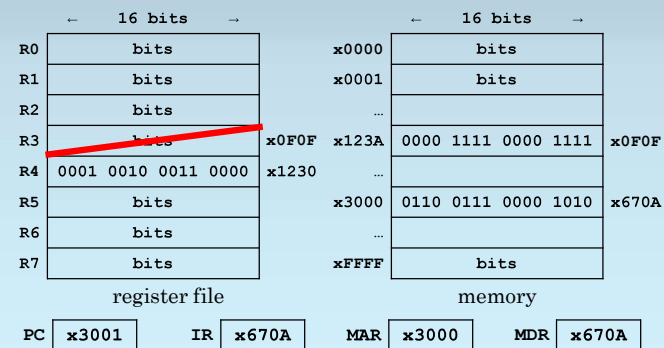 ← 16 bits → ← 16 bits →
R0 bits x0000 bits
R1 bits x0001 bits
R2 bits …
R3 bits x0F0F x123A 0000 1111 0000 1111 x0F0F
R4 0001 0010 0011 0000 x1230 …
R5 bits x3000 0110 0111 0000 1010 x670A
R6 bits …
R7 bits xFFFF bits
register file memory
PC x3001 IR x670A MAR x3000 MDR x670A